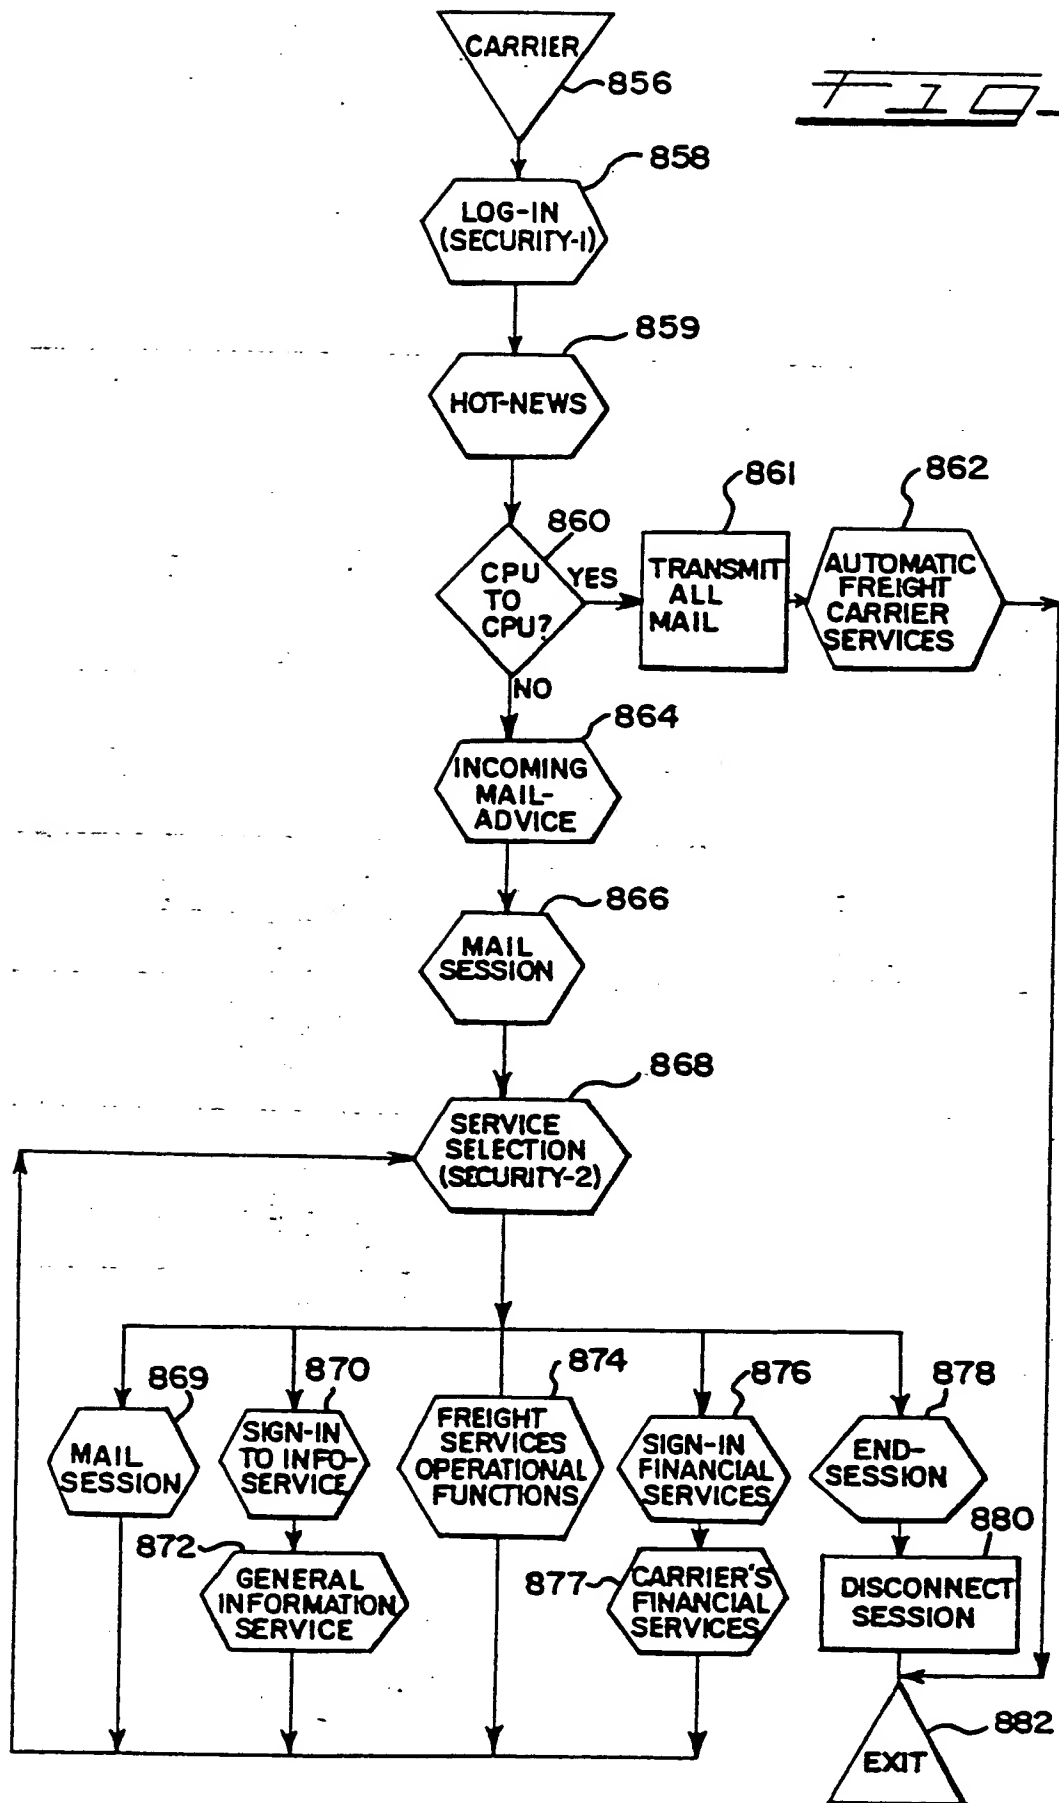 CARRIER
856
858
LOG-IN
(SECURITY-1)
859
HOT-NEWS
860
CPU
TO
CPU?
YES
NO
861
TRANSMIT
ALL
MAIL
862
AUTOMATIC
FREIGHT
CARRIER
SERVICES
864
INCOMING
MAIL-
ADVICE
866
MAIL
SESSION
868
SERVICE
SELECTION
(SECURITY-2)
869
MAIL
SESSION
870
SIGN-IN
TO INFO-
SERVICE
872
GENERAL
INFORMATION
SERVICE
874
FREIGHT
SERVICES
OPERATIONAL
FUNCTIONS
876
SIGN-IN
FINANCIAL
SERVICES
877
CARRIER'S
FINANCIAL
SERVICES
878
END-
SESSION
880
DISCONNECT
SESSION
882
EXIT